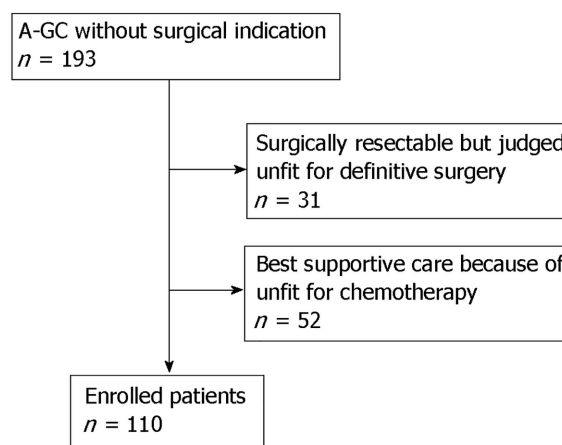 A-GC without surgical indication
n = 193
Surgically resectable but judged
unfit for definitive surgery
n = 31
Best supportive care because of
unfit for chemotherapy
n = 52
Enrolled patients
n = 110